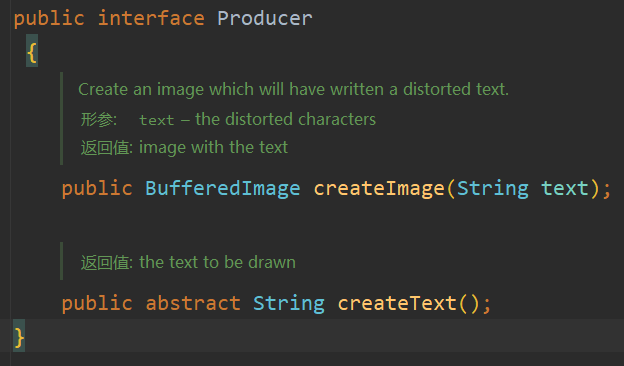 public interface Producer
{
Create an image which will have written a distorted text.
形参: text – the distorted characters
返回值: image with the text
public BufferedImage createImage(String text);
返回值: the text to be drawn
public abstract String createText();
}